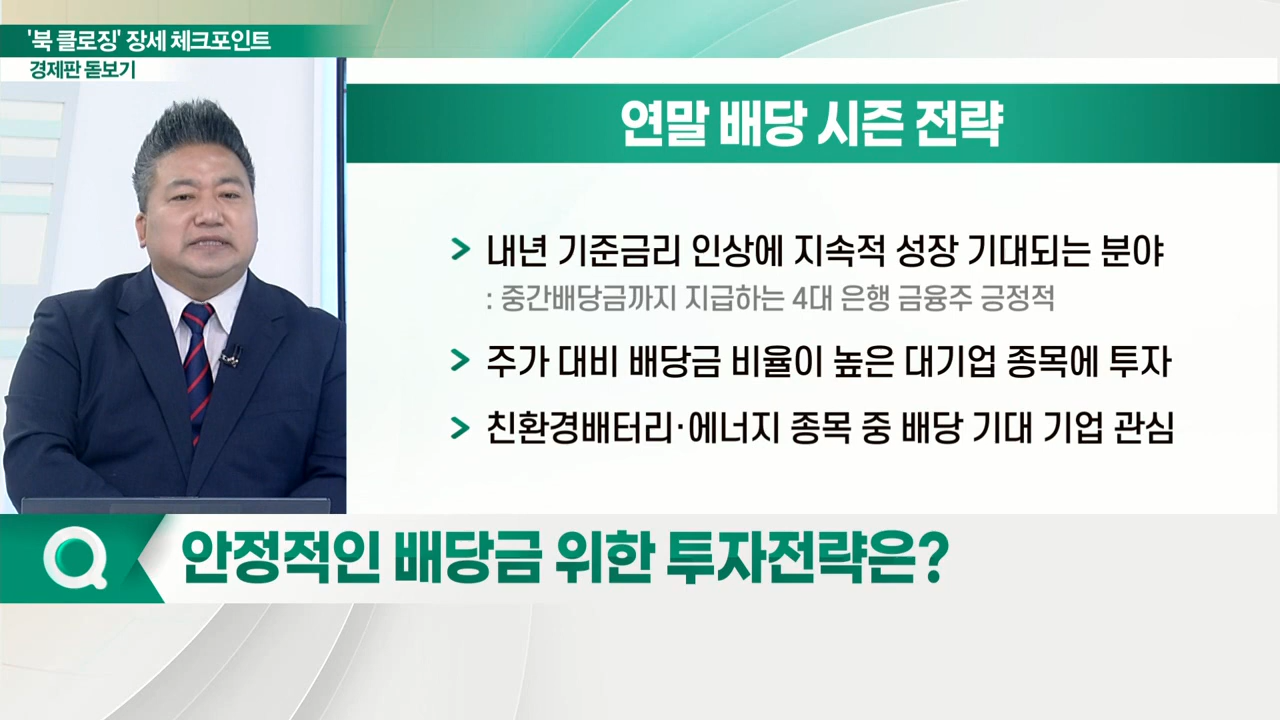 '북 클로징' 장세 체크포인트
경제판 돋보기
연말 배당 시즌 전략
> 내년 기준금리 인상에 지속적 성장 기대되는 분야
: 중간배당금까지 지급하는 4대 은행 금융주 긍정적
> 주가 대비 배당금 비율이 높은 대기업 종목에 투자
> 친환경배터리·에너지 종목 중 배당 기대 기업 관심
안정적인 배당금 위한 투자전략은?